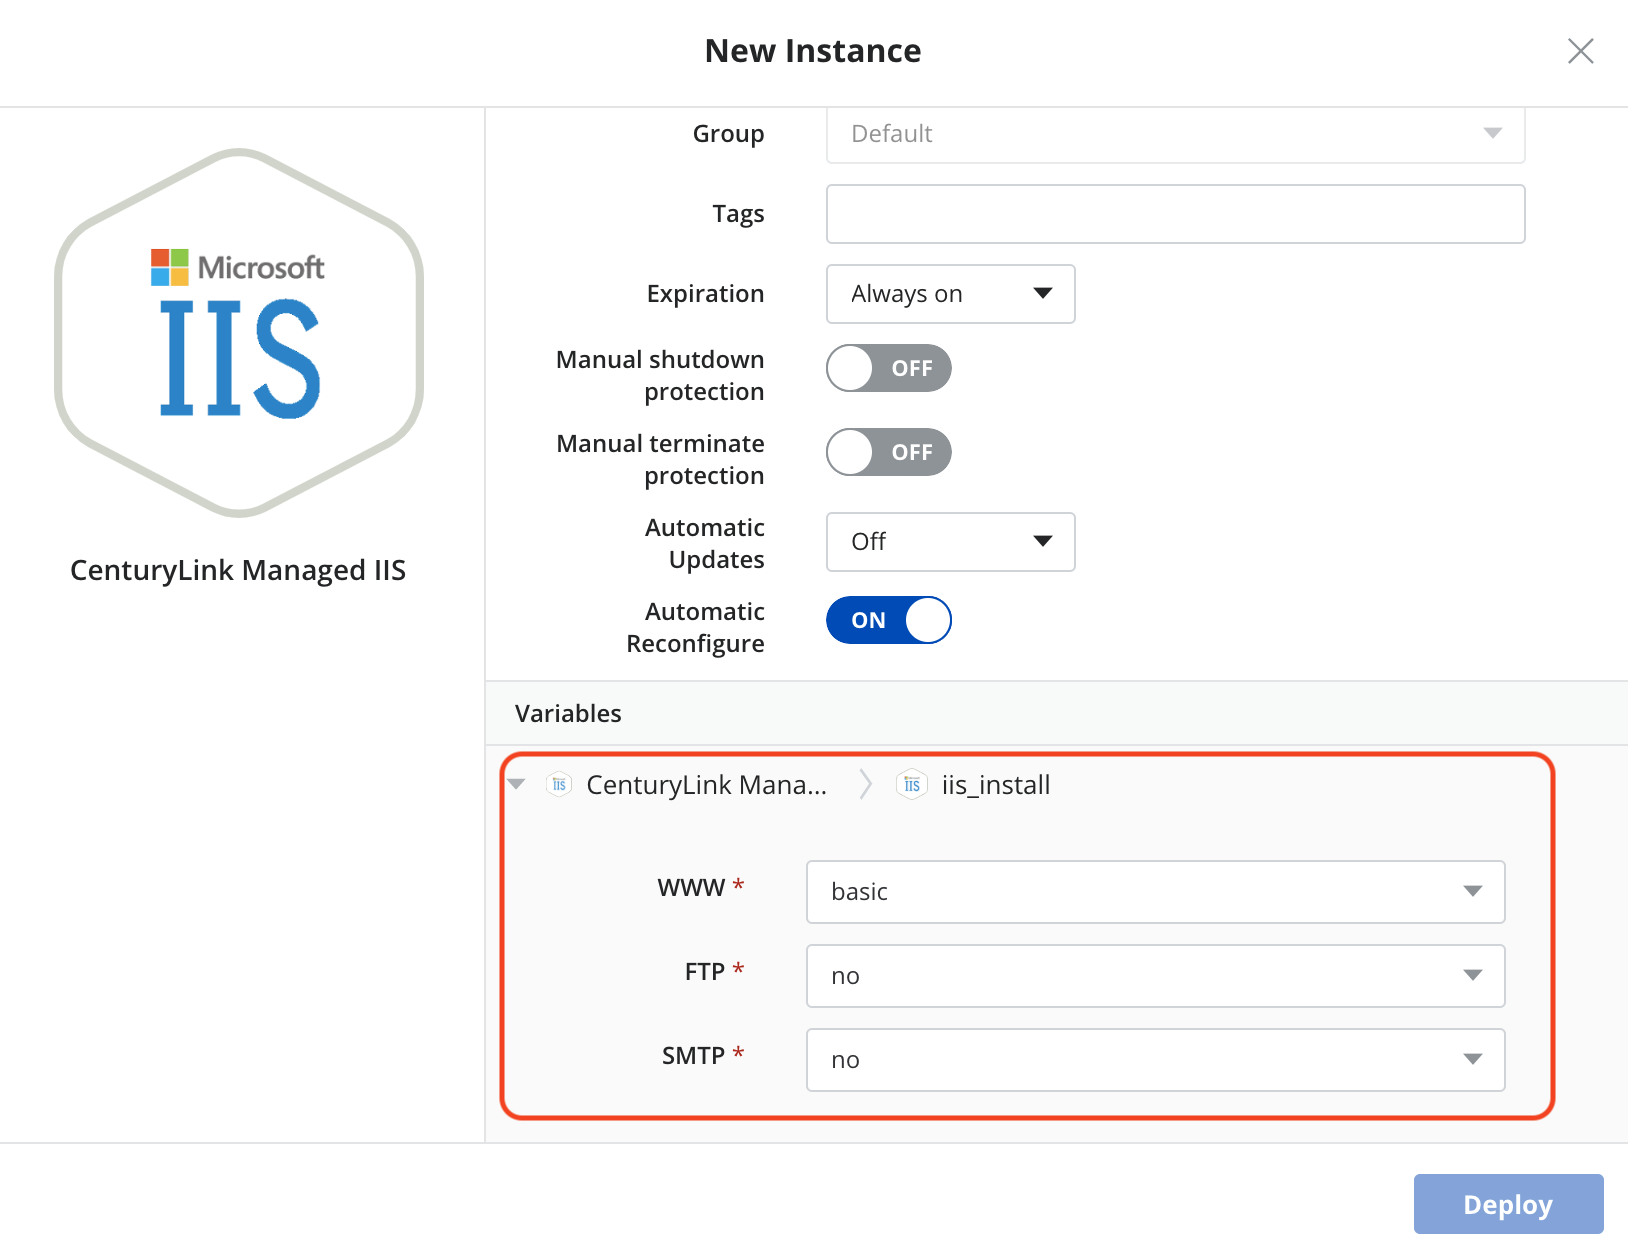 New Instance
Microsoft
IIS
CenturyLink Managed IIS
Group
Default
Tags
Expiration
Always on
Manual shutdown
protection
OFF
Manual terminate
protection
OFF
Automatic
Updates
Off
Automatic
Reconfigure
ON
Variables
IIS CenturyLink Mana... IIS iis_install
WWW *
basic
FTP *
no
SMTP *
no
Deploy